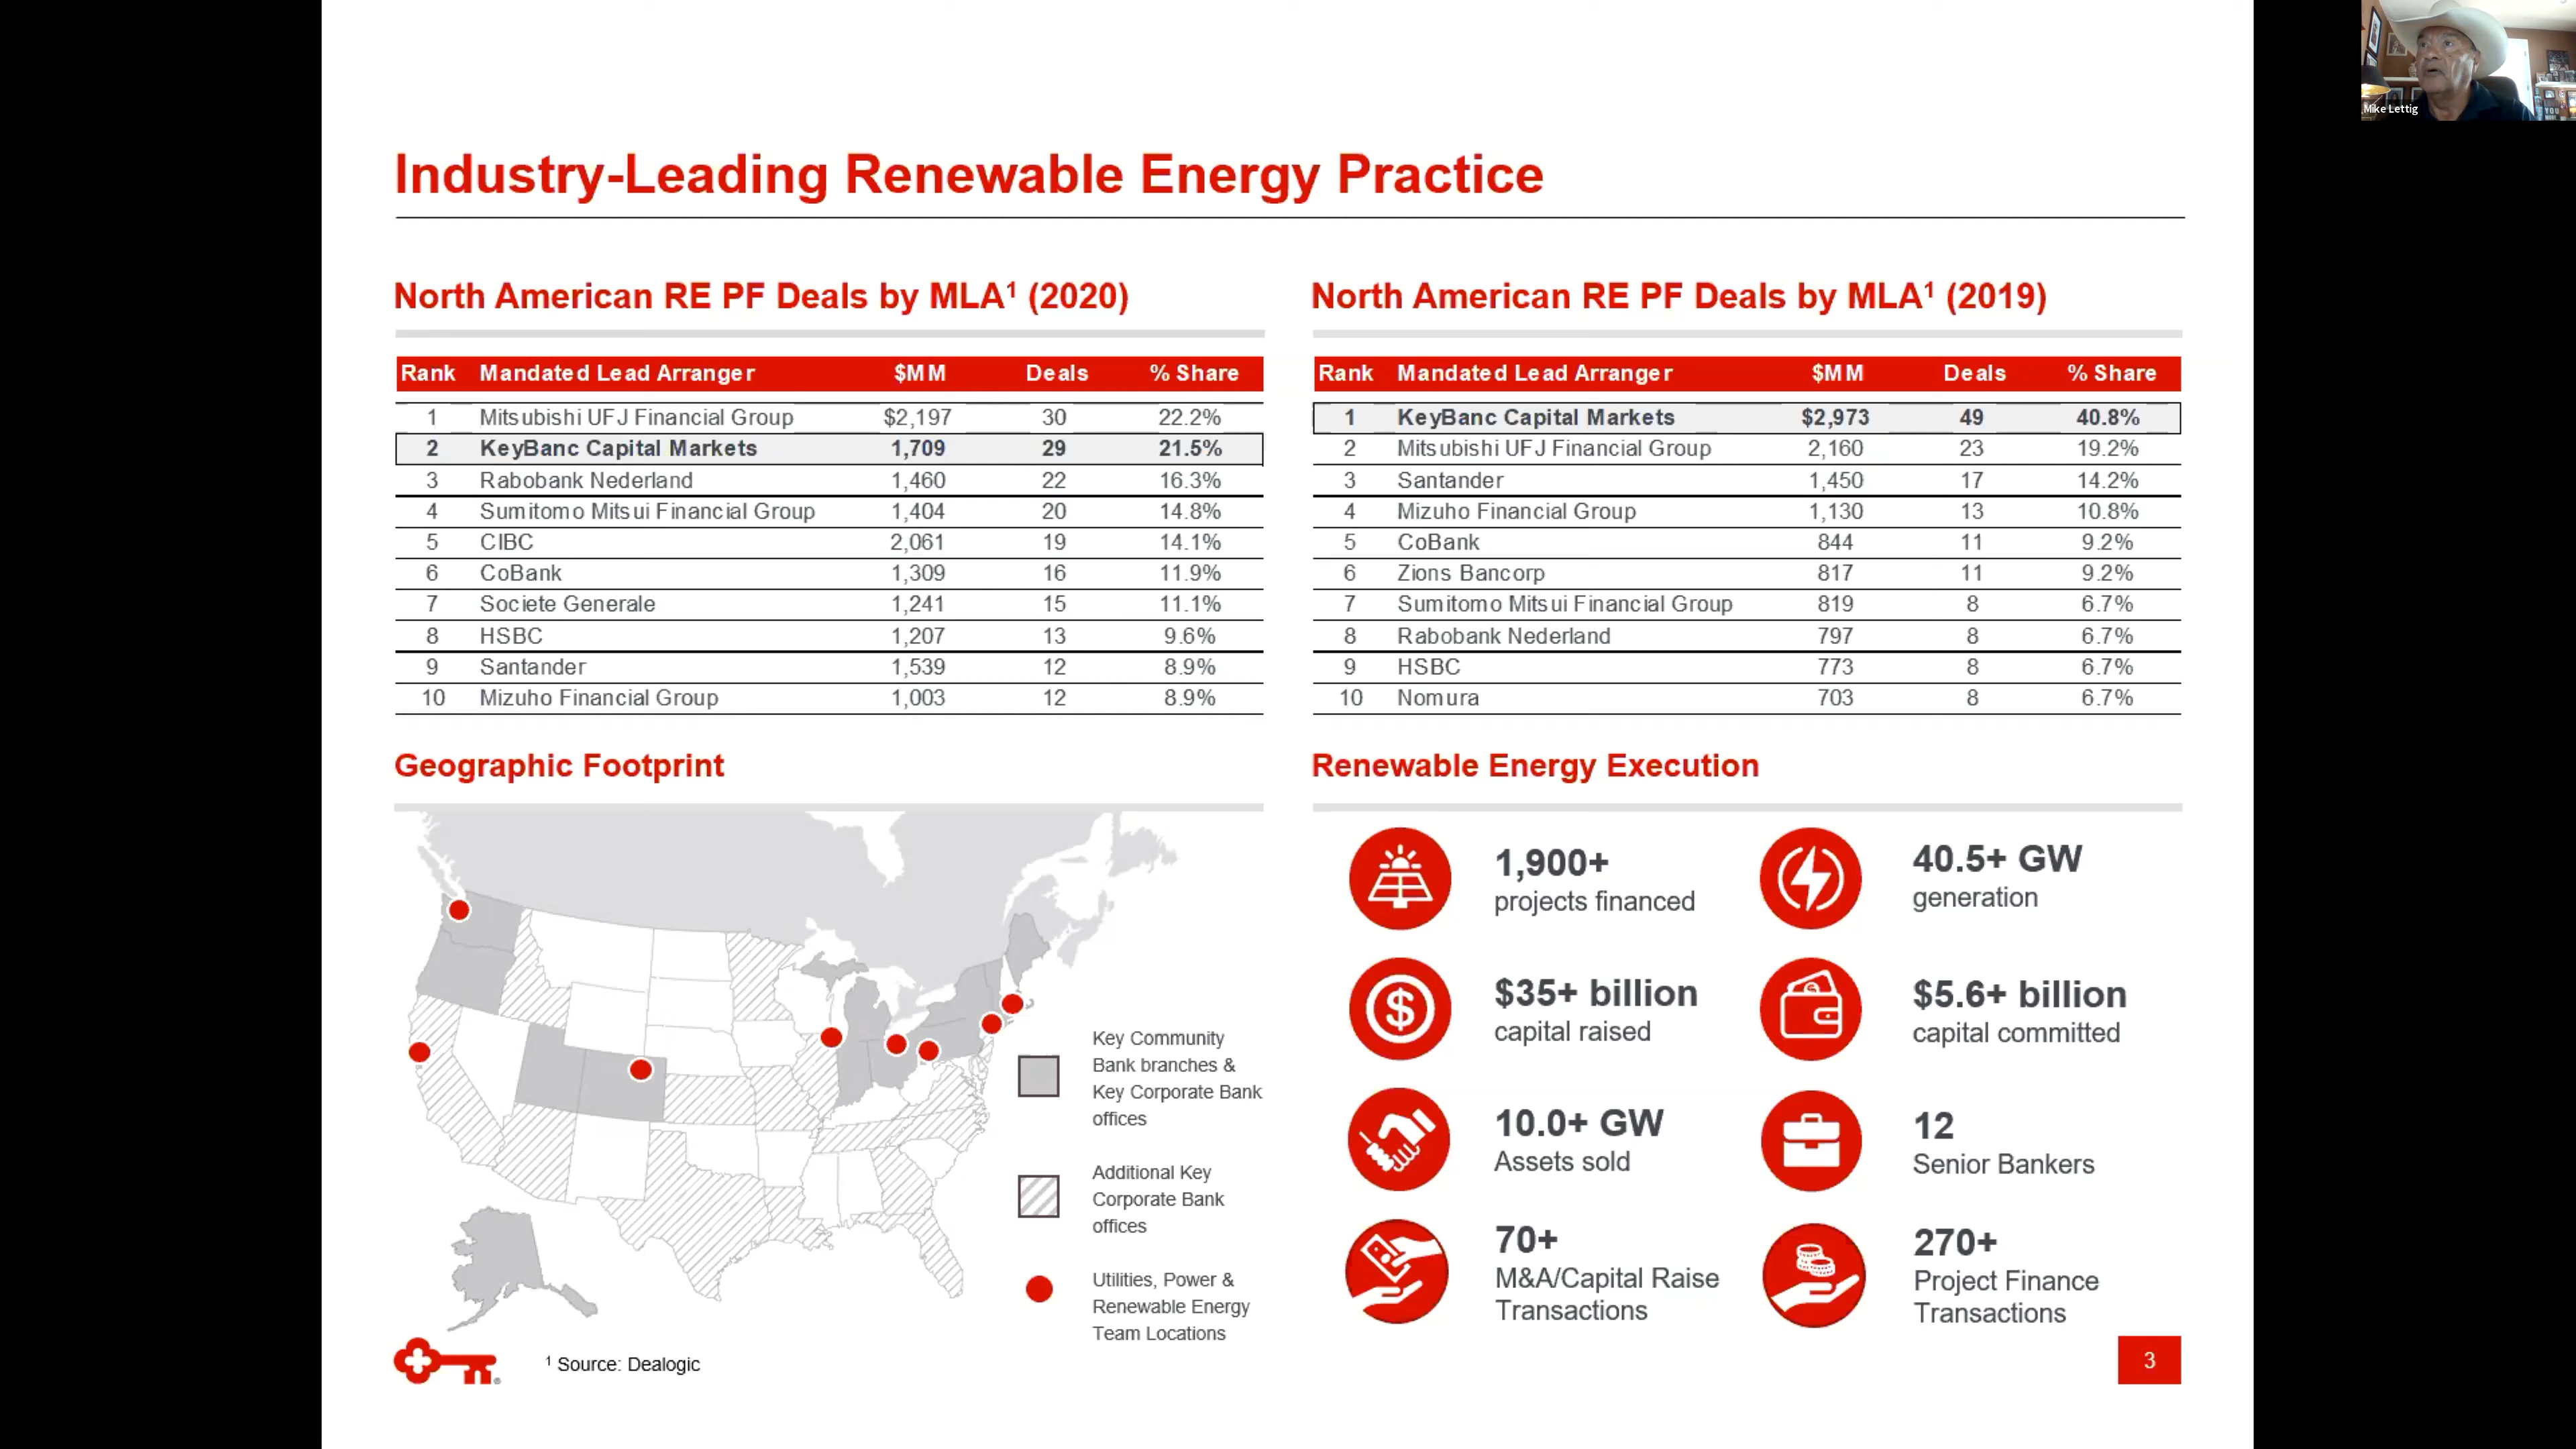 Mike Lettig
Industry-Leading Renewable Energy Practice
North American RE PF Deals by MLA¹ (2020)
Rank Mandated Lead Arranger $MM Deals % Share
1 Mitsubishi UFJ Financial Group $2,197 30 22.2%
2 KeyBanc Capital Markets 1,709 29 21.5%
3 Rabobank Nederland 1,460 22 16.3%
4 Sumitomo Mitsui Financial Group 1,404 20 14.8%
5 CIBC 2,061 19 14.1%
6 CoBank 1,309 16 11.9%
7 Societe Generale 1,241 15 11.1%
8 HSBC 1,207 13 9.6%
9 Santander 1,539 12 8.9%
10 Mizuho Financial Group 1,003 12 8.9%
North American RE PF Deals by MLA¹ (2019)
Rank Mandated Lead Arranger $MM Deals % Share
1 KeyBanc Capital Markets $2,973 49 40.8%
2 Mitsubishi UFJ Financial Group 2,160 23 19.2%
3 Santander 1,450 17 14.2%
4 Mizuho Financial Group 1,130 13 10.8%
5 CoBank 844 11 9.2%
6 Zions Bancorp 817 11 9.2%
7 Sumitomo Mitsui Financial Group 819 8 6.7%
8 Rabobank Nederland 797 8 6.7%
9 HSBC 773 8 6.7%
10 Nomura 703 8 6.7%
Geographic Footprint
Key Community
Bank branches &
Key Corporate Bank
offices
Additional Key
Corporate Bank
offices
Utilities, Power &
Renewable Energy
Team Locations
Renewable Energy Execution
1,900+
projects financed
40.5+ GW
generation
$35+ billion
capital raised
$5.6+ billion
capital committed
10.0+ GW
Assets sold
12
Senior Bankers
70+
M&A/Capital Raise
Transactions
270+
Project Finance
Transactions
¹ Source: Dealogic
3